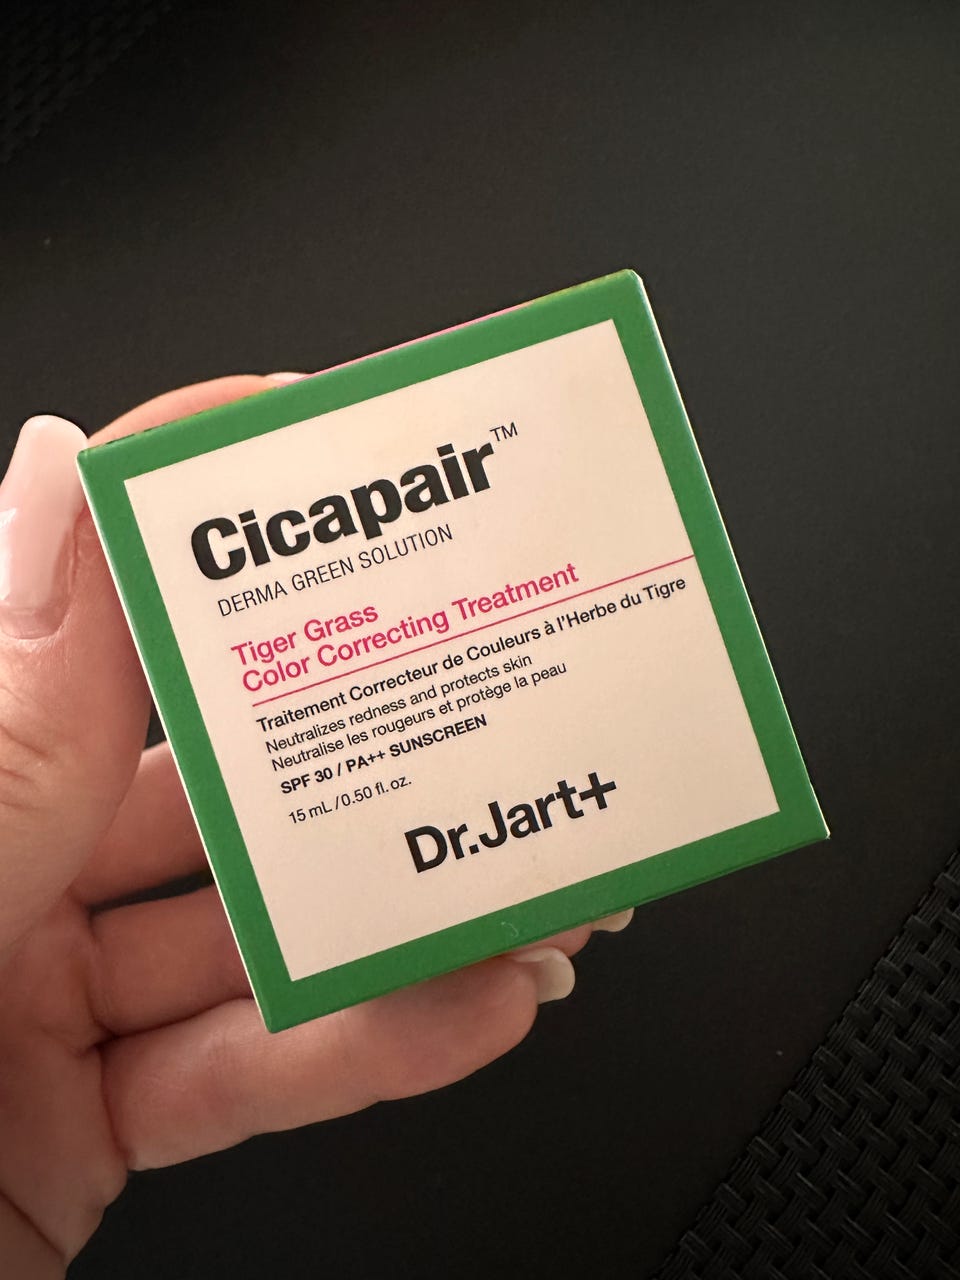 Cicapair™
DERMA GREEN SOLUTION
Tiger Grass
Color Correcting Treatment
Traitement Correcteur de Couleurs à l'Herbe du Tigre
Neutralizes redness and protects skin
Neutralise les rougeurs et protège la peau
SPF 30 / PA++ SUNSCREEN
15 mL / 0.50 fl. oz.
Dr.Jart+